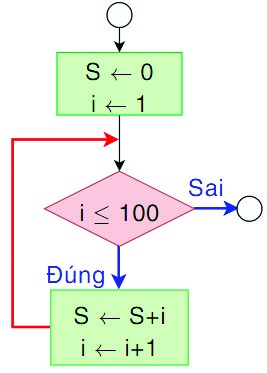 S ← 0
i ← 1
i ≤ 100
Sai
Đúng
S ← S+i
i ← i+1